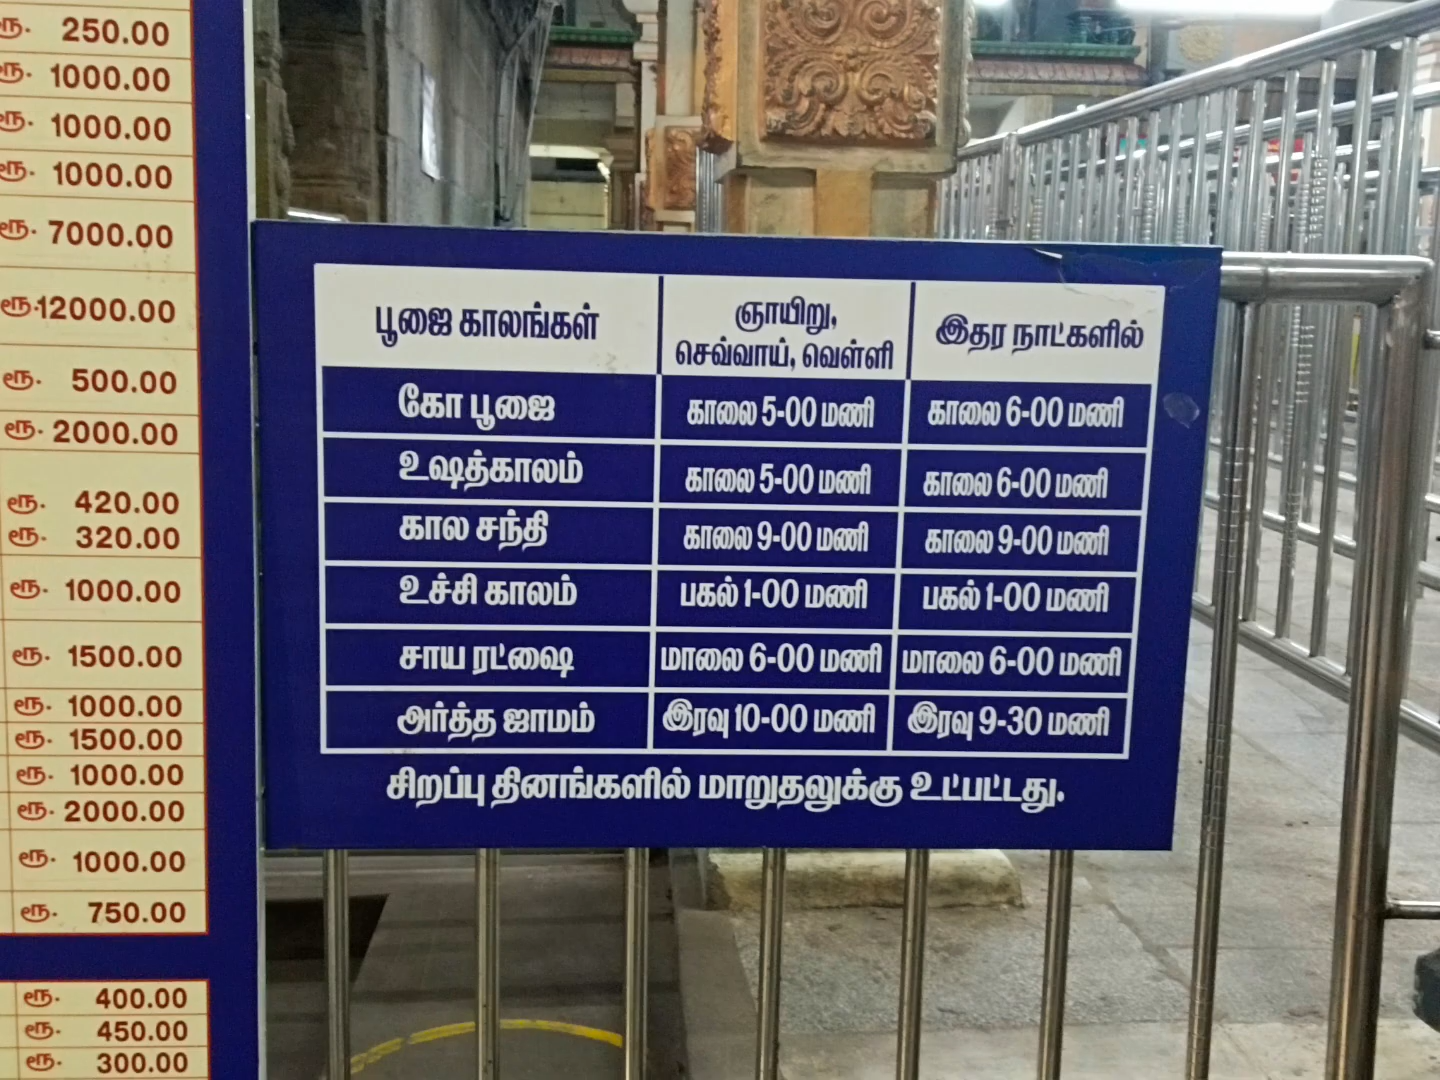 ரூ. 250.00
ரூ. 1000.00
ரூ. 1000.00
ரூ. 1000.00
ரூ. 7000.00
ரூ.12000.00
ரூ. 500.00
ரூ. 2000.00
ரூ. 420.00
ரூ. 320.00
ரூ. 1000.00
ரூ. 1500.00
ரூ. 1000.00
ரூ. 1500.00
ரூ. 1000.00
ரூ. 2000.00
ரூ. 1000.00
ரூ. 750.00
ரூ. 400.00
ரூ. 450.00
ரூ. 300.00
பூஜை காலங்கள் ஞாயிறு, செவ்வாய், வெள்ளி இதர நாட்களில்
கோ பூஜை காலை 5-00 மணி காலை 6-00 மணி
உஷத்காலம் காலை 5-00 மணி காலை 6-00 மணி
கால சந்தி காலை 9-00 மணி காலை 9-00 மணி
உச்சி காலம் பகல் 1-00 மணி பகல் 1-00 மணி
சாய ரட்ஷை மாலை 6-00 மணி மாலை 6-00 மணி
அர்த்த ஜாமம் இரவு 10-00 மணி இரவு 9-30 மணி
சிறப்பு தினங்களில் மாறுதலுக்கு உட்பட்டது.